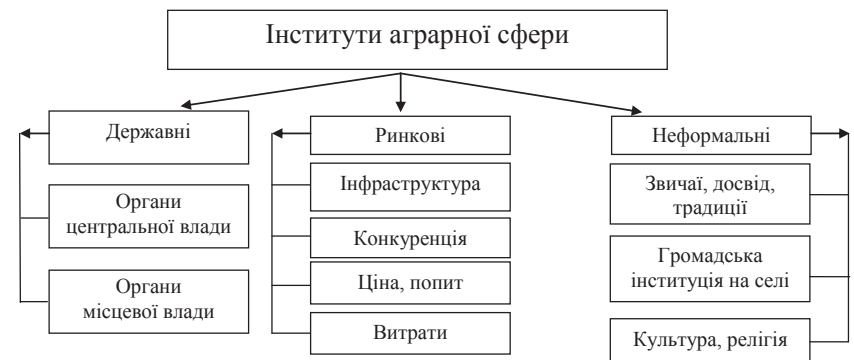 Інститути аграрної сфери
Державні
Органи
центральної влади
Органи
місцевої влади
Ринкові
Інфраструктура
Конкуренція
Ціна, попит
Витрати
Неформальні
Звичаї, досвід,
традиції
Громадська
інституція на селі
Культура, релігія